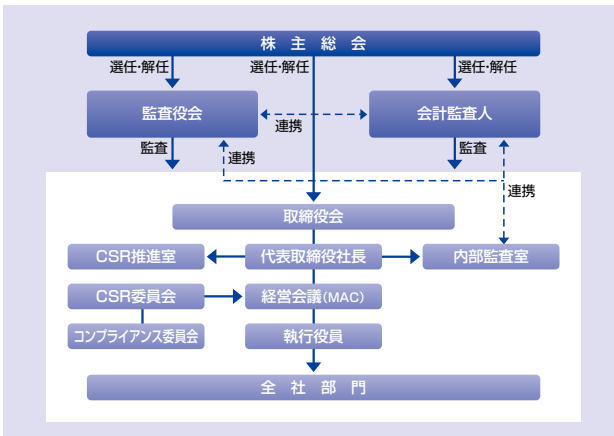 株主総会
選任・解任 選任・解任 選任・解任
監査役会 会計監査人
連携
監査 監査
連携
連携
取締役会
CSR推進室 代表取締役社長 内部監査室
CSR委員会 経営会議(MAC)
コンプライアンス委員会 執行役員
全社部門